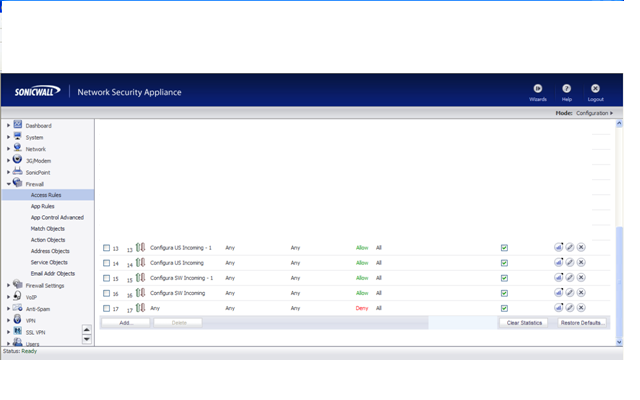 SONICWALL | Network Security Appliance
Wizards Help Logout
Mode: Configuration
Dashboard
System
Network
3G/Modem
SonicPoint
Firewall
Access Rules
App Rules
App Control Advanced
Match Objects
Action Objects
Address Objects
Service Objects
Email Addr Objects
Firewall Settings
VoIP
Anti-Spam
VPN
SSL VPN
Users
13 13 Configura US Incoming - 1 Any Any Allow All
14 14 Configura US Incoming Any Any Allow All
15 15 Configura SW Incoming - 1 Any Any Allow All
16 16 Configura SW Incoming Any Any Allow All
17 17 Any Any Any Deny All
Add... Delete Clear Statistics Restore Defaults...
Status: Ready